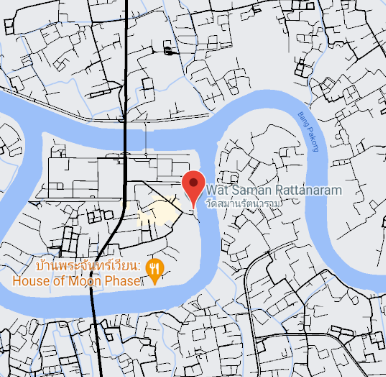 Bang Pakong
Wat Saman Rattanaram
วัดสมานรัตนาราม
บ้านพระจันทร์เวียน:
House of Moon Phase